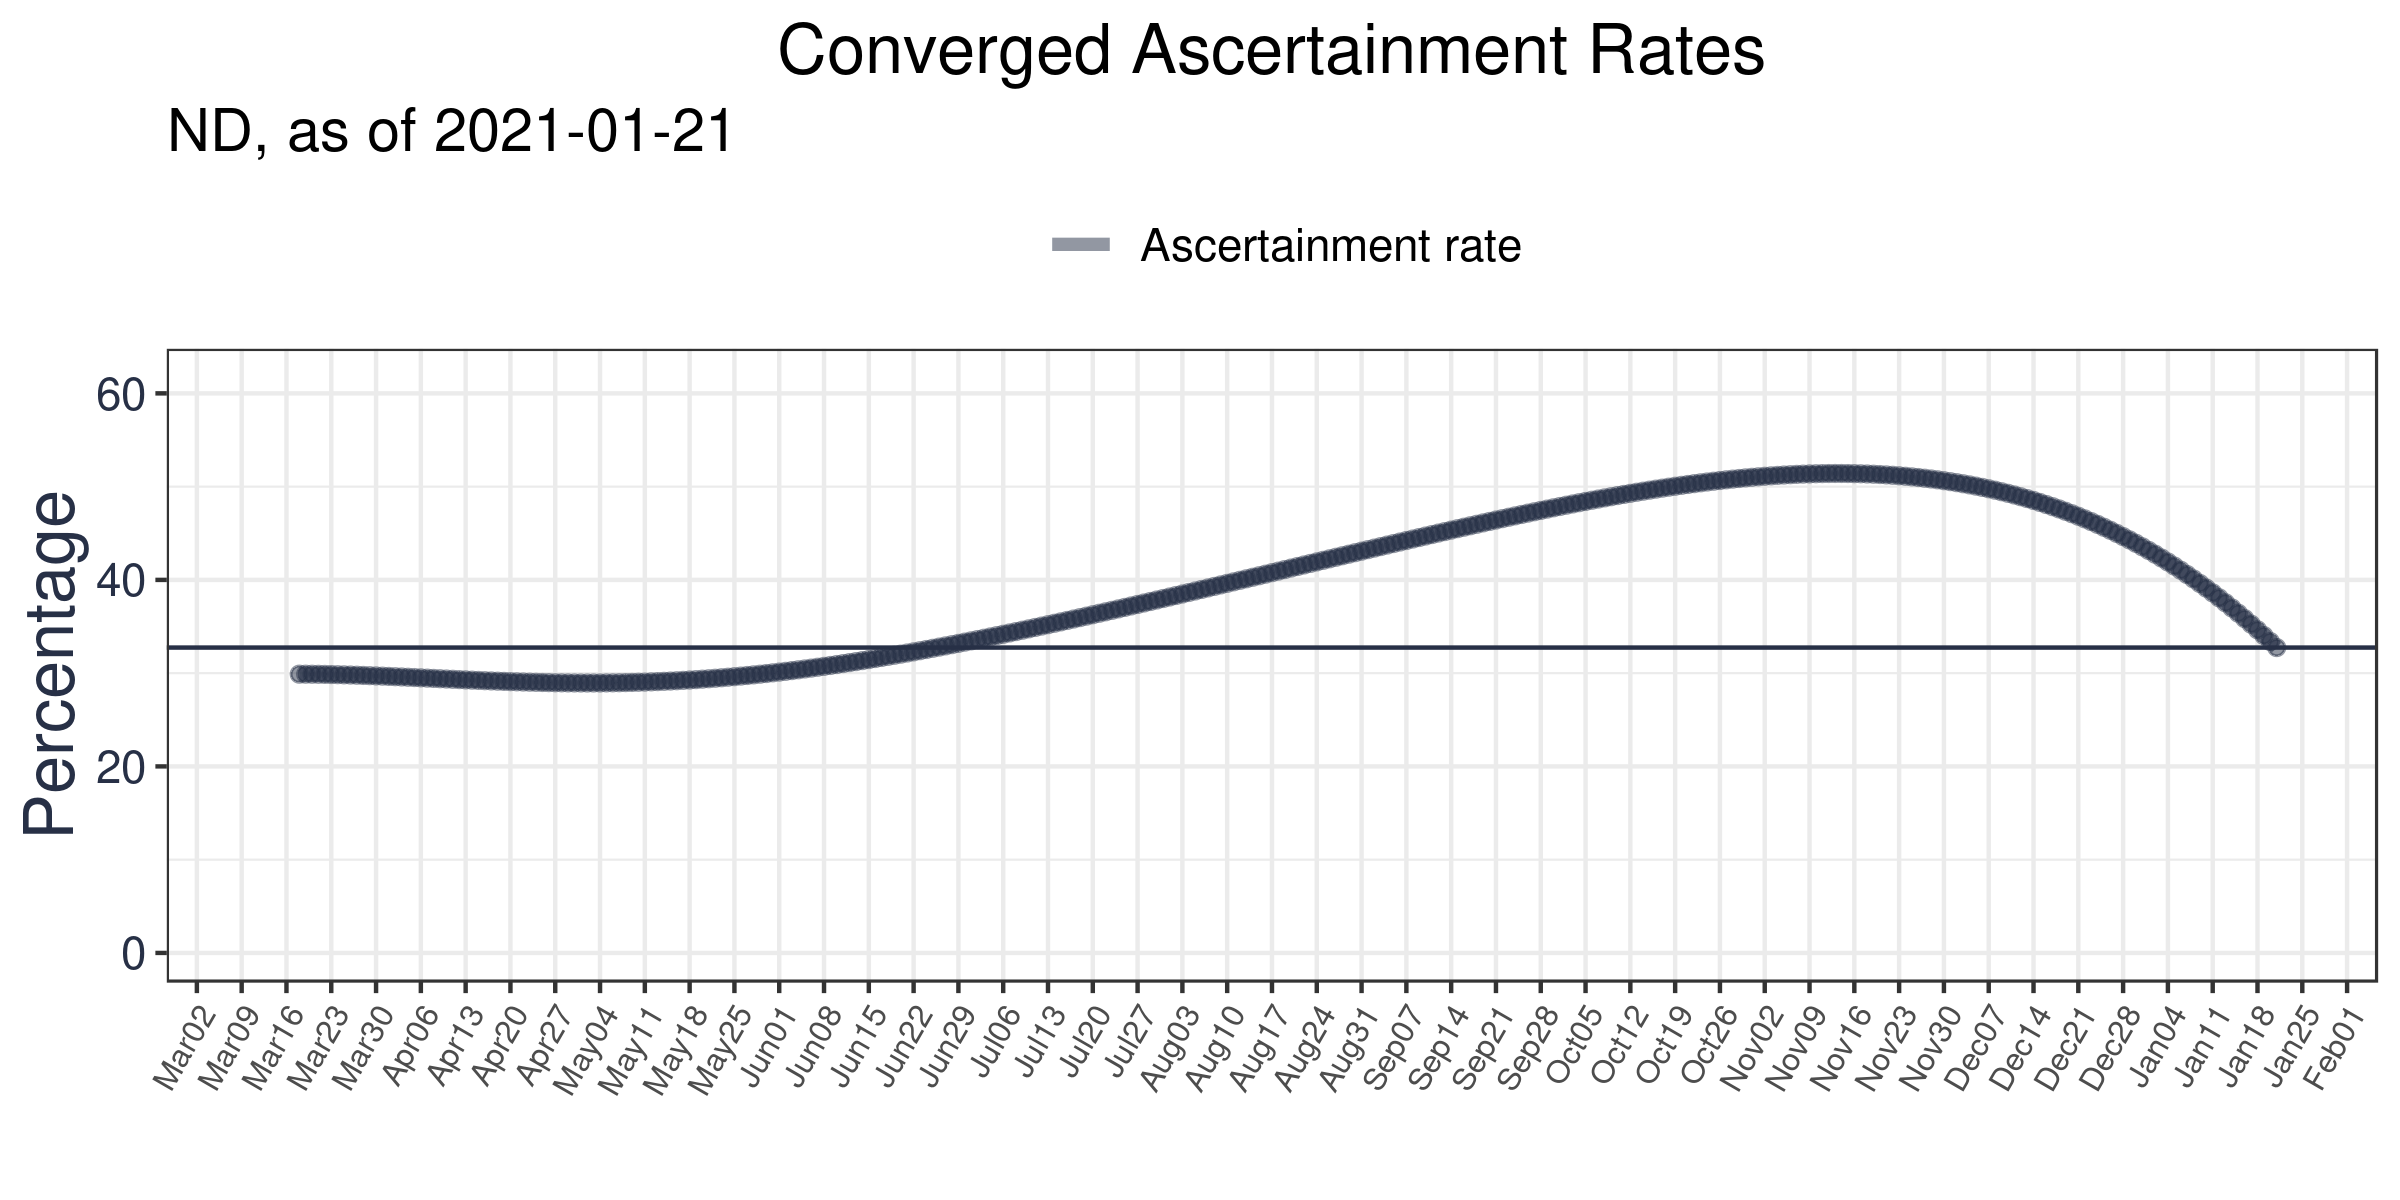 Converged Ascertainment Rates
ND, as of 2021-01-21
Ascertainment rate
Percentage
60
40
20
0
Mar02 Mar09 Mar16 Mar23 Mar30 Apr06 Apr13 Apr20 Apr27 May04 May11 May18 May25 Jun01 Jun08 Jun15 Jun22 Jun29 Jul06 Jul13 Jul20 Jul27 Aug03 Aug10 Aug17 Aug24 Aug31 Sep07 Sep14 Sep21 Sep28 Oct05 Oct12 Oct19 Oct26 Nov02 Nov09 Nov16 Nov23 Nov30 Dec07 Dec14 Dec21 Dec28 Jan04 Jan11 Jan18 Jan25 Feb01